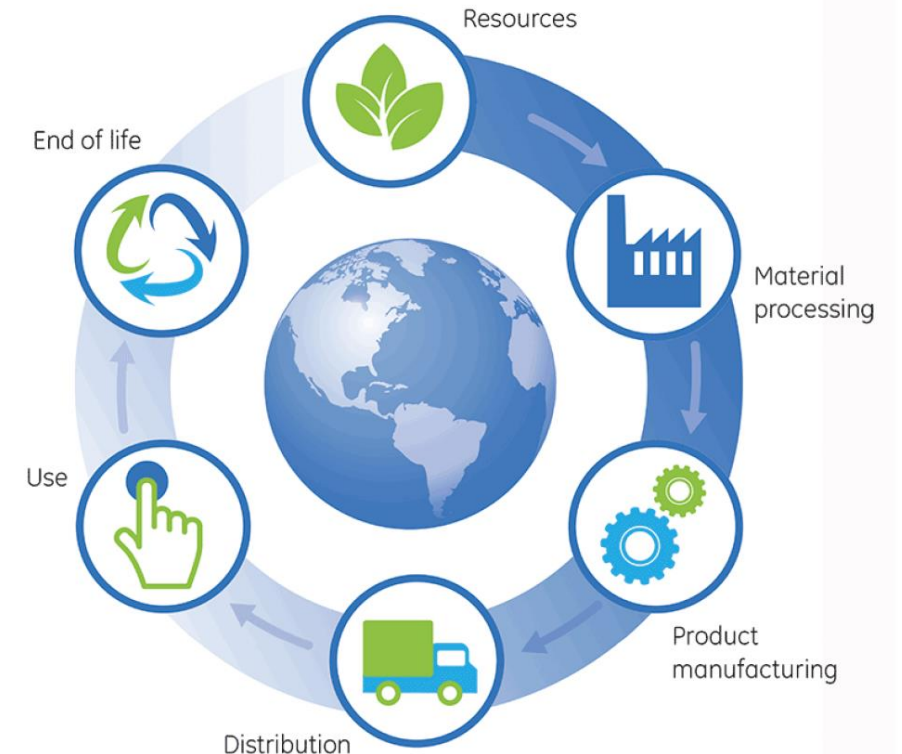 Resources
Material
processing
Product
manufacturing
Distribution
Use
End of life